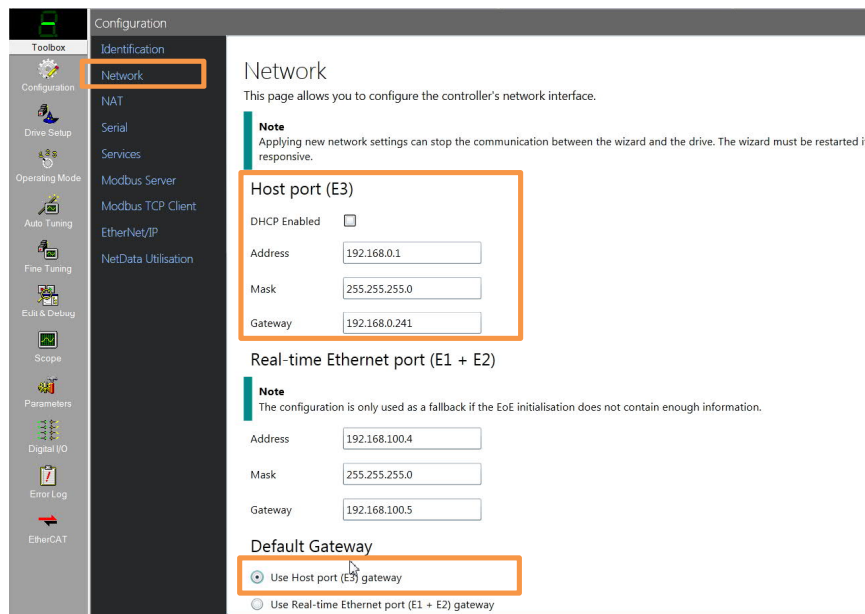 Configuration
Toolbox
Configuration
Drive Setup
Operating Mode
Auto Tuning
Fine Tuning
Edit & Debug
Scope
Parameters
Digital I/O
Error Log
EtherCAT
Identification
Network
NAT
Serial
Services
Modbus Server
Modbus TCP Client
EtherNet/IP
NetData Utilisation
Network
This page allows you to configure the controller's network interface.
Note
Applying new network settings can stop the communication between the wizard and the drive. The wizard must be restarted i
responsive.
Host port (E3)
DHCP Enabled
Address 192.168.0.1
Mask 255.255.255.0
Gateway 192.168.0.241
Real-time Ethernet port (E1 + E2)
Note
The configuration is only used as a fallback if the EoE initialisation does not contain enough information.
Address 192.168.100.4
Mask 255.255.255.0
Gateway 192.168.100.5
Default Gateway
Use Host port (E3) gateway
Use Real-time Ethernet port (E1 + E2) gateway